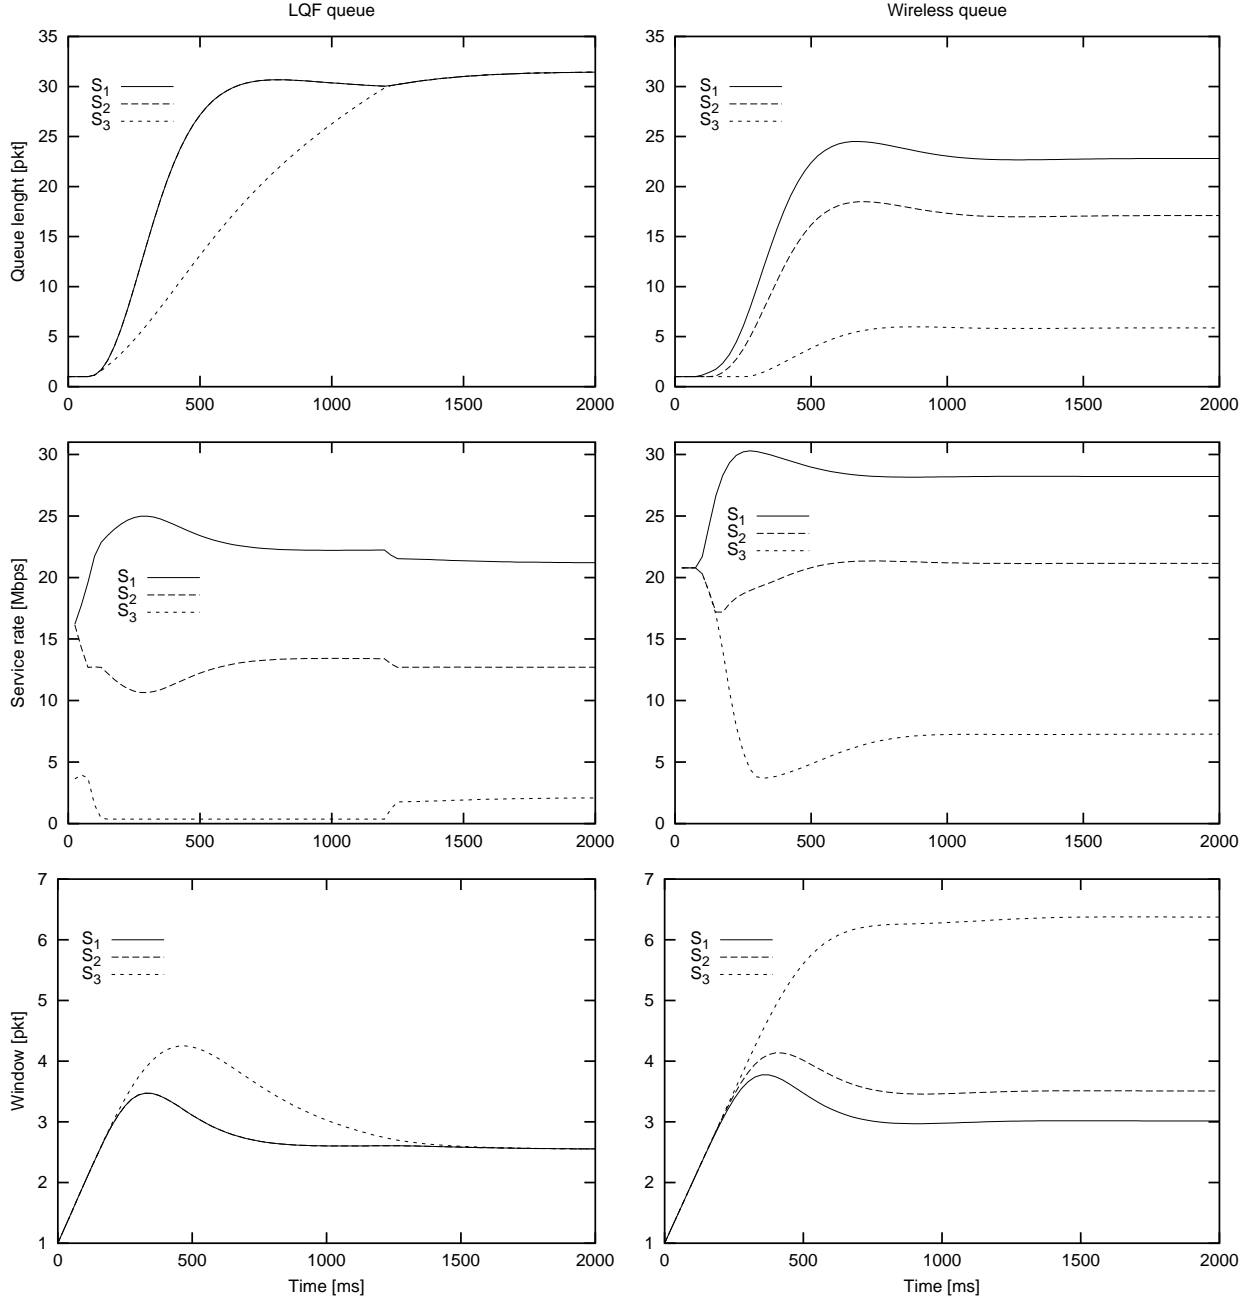 LQF queue
Wireless queue
Queue lenght [pkt]
35
30
25
20
15
10
5
0
S1
S2
S3
0 500 1000 1500 2000
35
30
25
20
15
10
5
0
S1
S2
S3
0 500 1000 1500 2000
Service rate [Mbps]
30
25
20
15
10
5
0
S1
S2
S3
0 500 1000 1500 2000
30
25
20
15
10
5
0
S1
S2
S3
0 500 1000 1500 2000
Window [pkt]
7
6
5
4
3
2
1
S1
S2
S3
0 500 1000 1500 2000
Time [ms]
7
6
5
4
3
2
1
S1
S2
S3
0 500 1000 1500 2000
Time [ms]